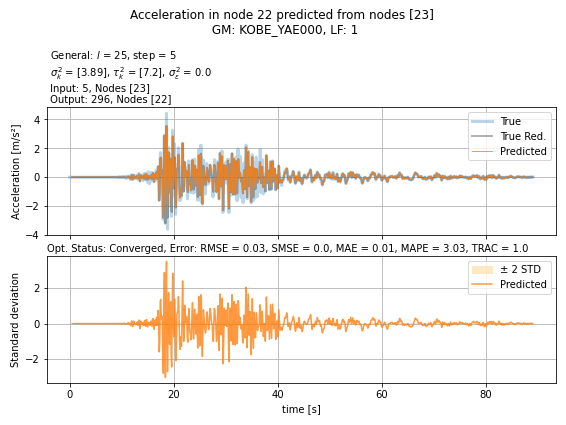 Acceleration in node 22 predicted from nodes [23]
GM: KOBE_YAE000, LF: 1
General: l = 25, step = 5
σ²ₖ = [3.89], τ²ₖ = [7.2], σ²ε = 0.0
Input: 5, Nodes [23]
Output: 296, Nodes [22]
True
True Red.
Predicted
Acceleration [m/s²]
4
2
0
−2
−4
Opt. Status: Converged, Error: RMSE = 0.03, SMSE = 0.0, MAE = 0.01, MAPE = 3.03, TRAC = 1.0
± 2 STD
Predicted
Standard deviation
2
0
−2
0 20 40 60 80
time [s]